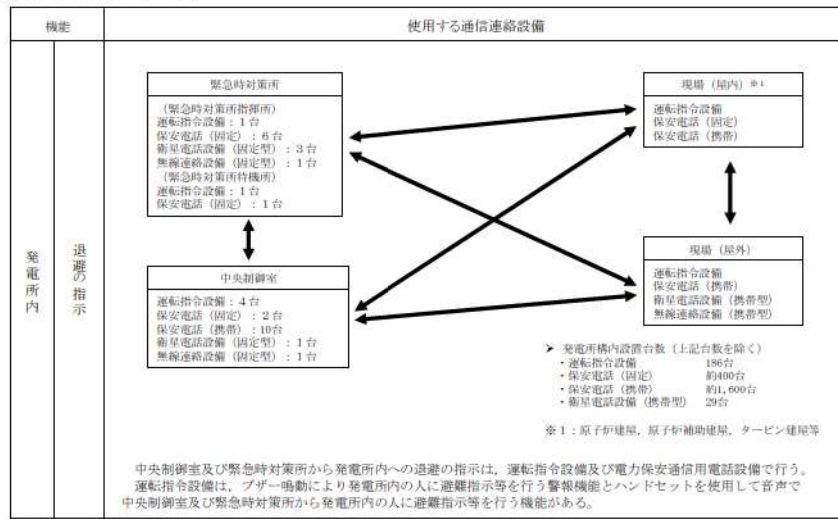 機能
使用する通信連絡設備
発電所内
退避の指示
緊急時対策所
(緊急時対策所指揮所)
運転指令設備:1台
保安電話(固定):6台
衛星電話設備(固定型):3台
無線連絡設備(固定型):1台
(緊急時対策所待機所)
運転指令設備:1台
保安電話(固定):1台
現場(屋内)※1
運転指令設備
保安電話(固定)
保安電話(携帯)
中央制御室
運転指令設備:4台
保安電話(固定):2台
保安電話(携帯):10台
衛星電話設備(固定型):1台
無線連絡設備(固定型):1台
現場(屋外)
運転指令設備
保安電話(携帯)
衛星電話設備(携帯型)
無線連絡設備(携帯型)
➤ 発電所構内設置台数(上記台数を除く)
・運転指令設備 186台
・保安電話(固定) 約400台
・保安電話(携帯) 約1,600台
・衛星電話設備(携帯型) 29台
※1:原子炉建屋,原子炉補助建屋,タービン建屋等
中央制御室及び緊急時対策所から発電所内への退避の指示は,運転指令設備及び電力保安通信用電話設備で行う。
運転指令設備は,ブザー鳴動により発電所内の人に避難指示等を行う警報機能とハンドセットを使用して音声で
中央制御室及び緊急時対策所から発電所内の人に避難指示等を行う機能がある。